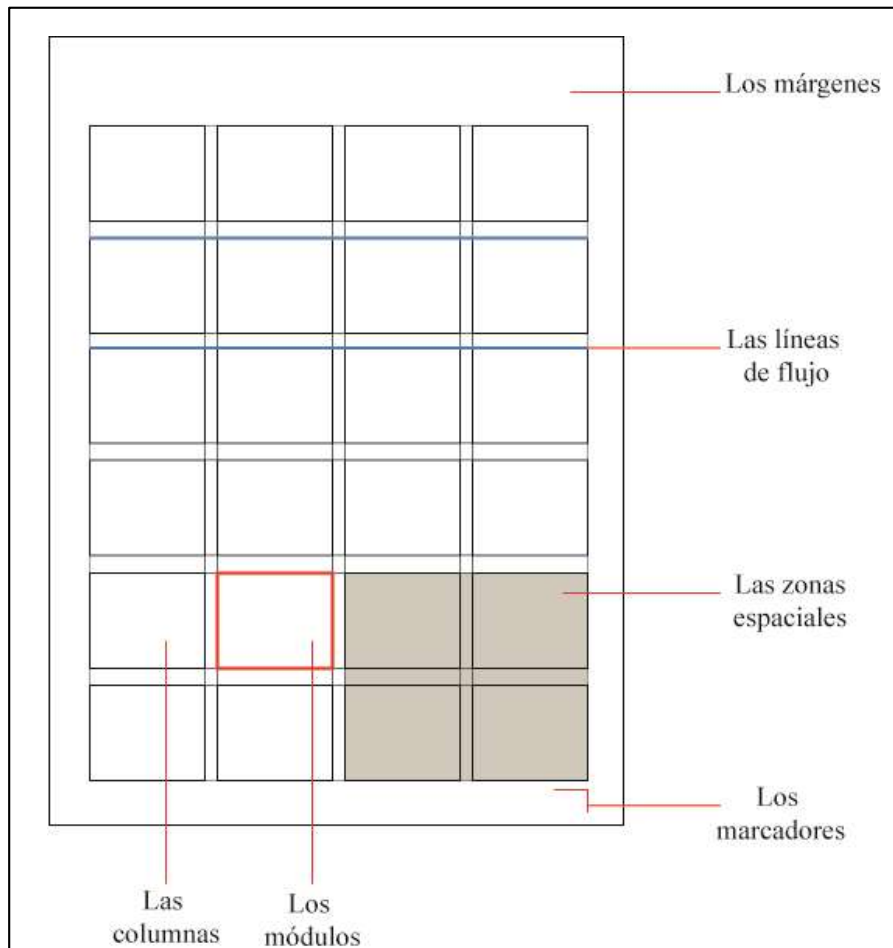 Los márgenes
Las líneas
de flujo
Las zonas
espaciales
Los
marcadores
Las
columnas
Los
módulos